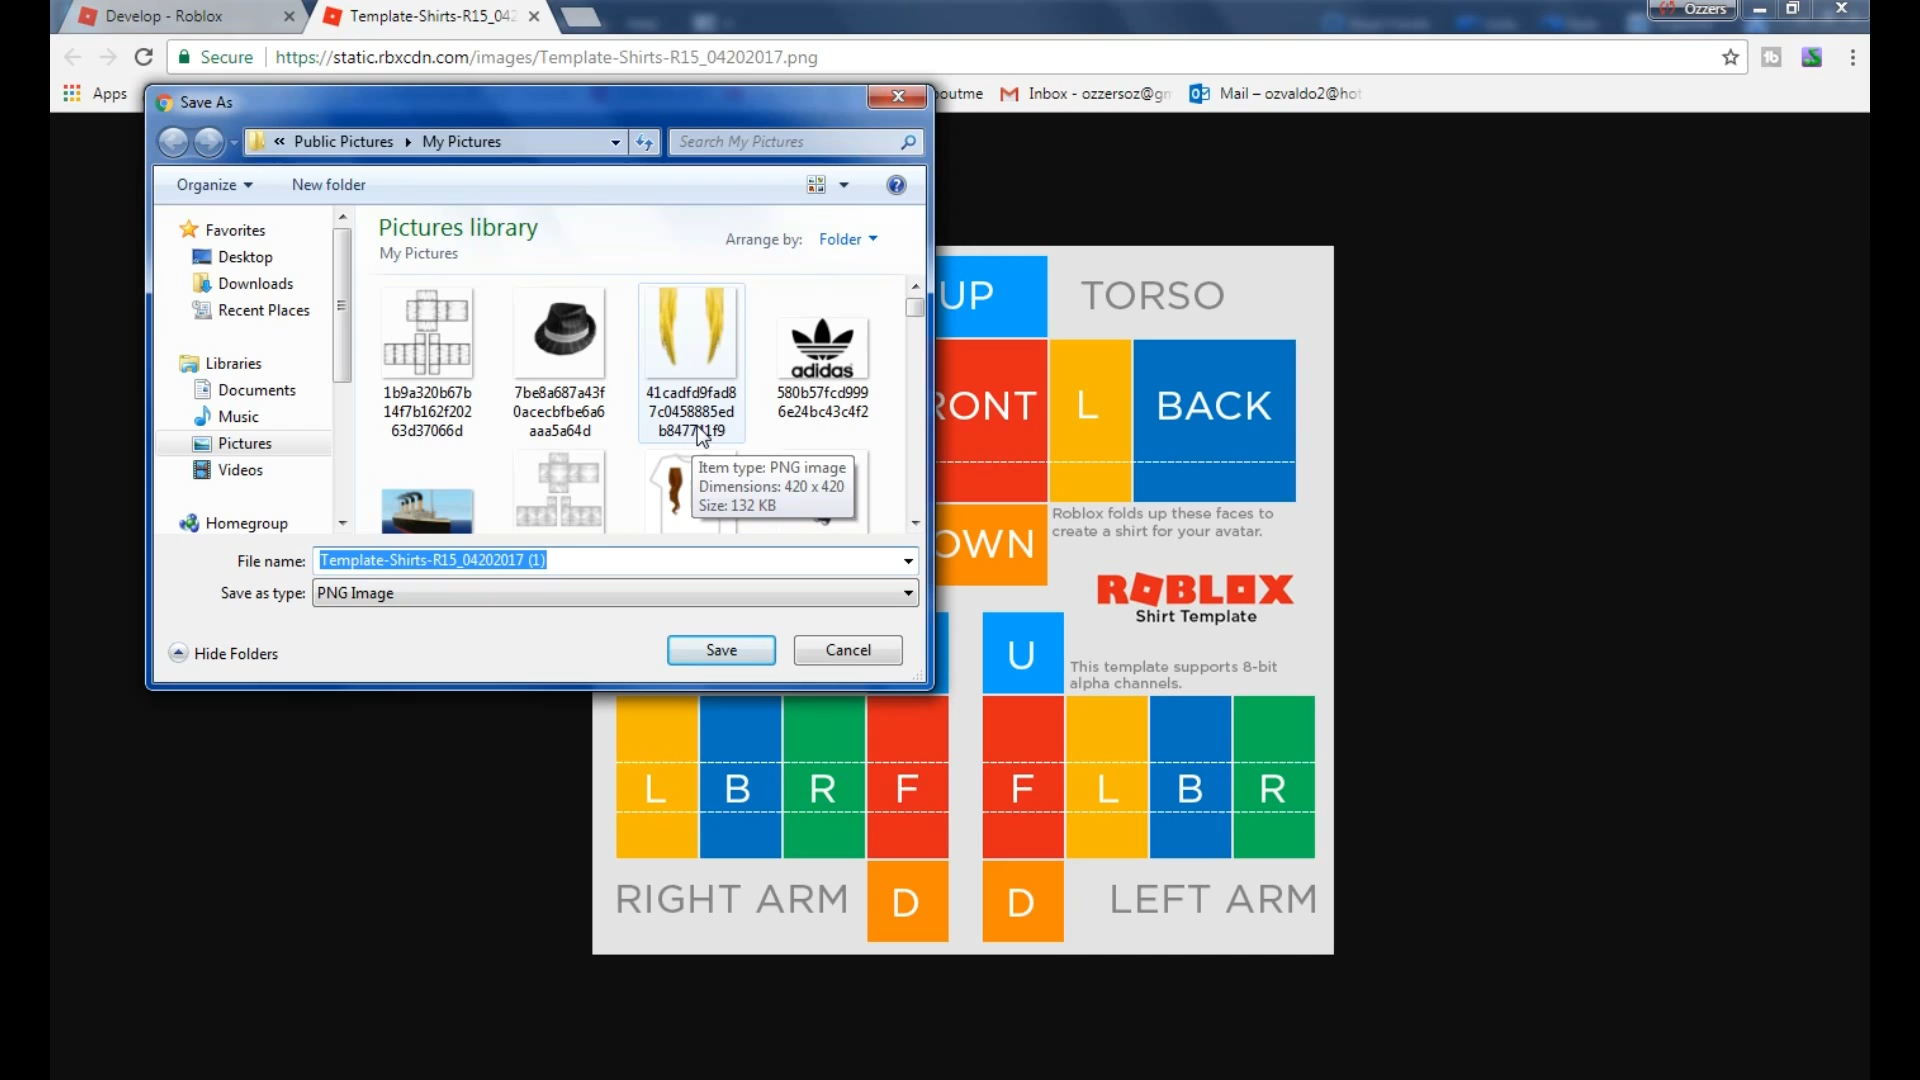 Develop - Roblox
Template-Shirts-R15_042
Ozzers
Secure
https://static.rbxcdn.com/images/Template-Shirts-R15_04202017.png
Apps
outme
Inbox - ozzersoz@gm
Mail – ozvaldo2@hot
Save As
« Public Pictures ▸ My Pictures
Search My Pictures
Organize
New folder
Favorites
Desktop
Downloads
Recent Places
Libraries
Documents
Music
Pictures
Videos
Homegroup
Pictures library
My Pictures
Arrange by: Folder
1b9a320b67b
14f7b162f202
63d37066d
7be8a687a43f
0acecbfbe6a6
aaa5a64d
41cadfd9fad8
7c0458885ed
adidas
580b57fcd999
6e24bc43c4f2
Item type: PNG image
Dimensions: 420 x 420
Size: 132 KB
File name: Template-Shirts-R15_04202017 (1)
Save as type: PNG Image
Hide Folders
Save
Cancel
UP
TORSO
RONT
L
BACK
OWN
Roblox folds up these faces to
create a shirt for your avatar.
ROBLOX
Shirt Template
U
This template supports 8-bit
alpha channels.
L B R F
F L B R
RIGHT ARM
D
D
LEFT ARM